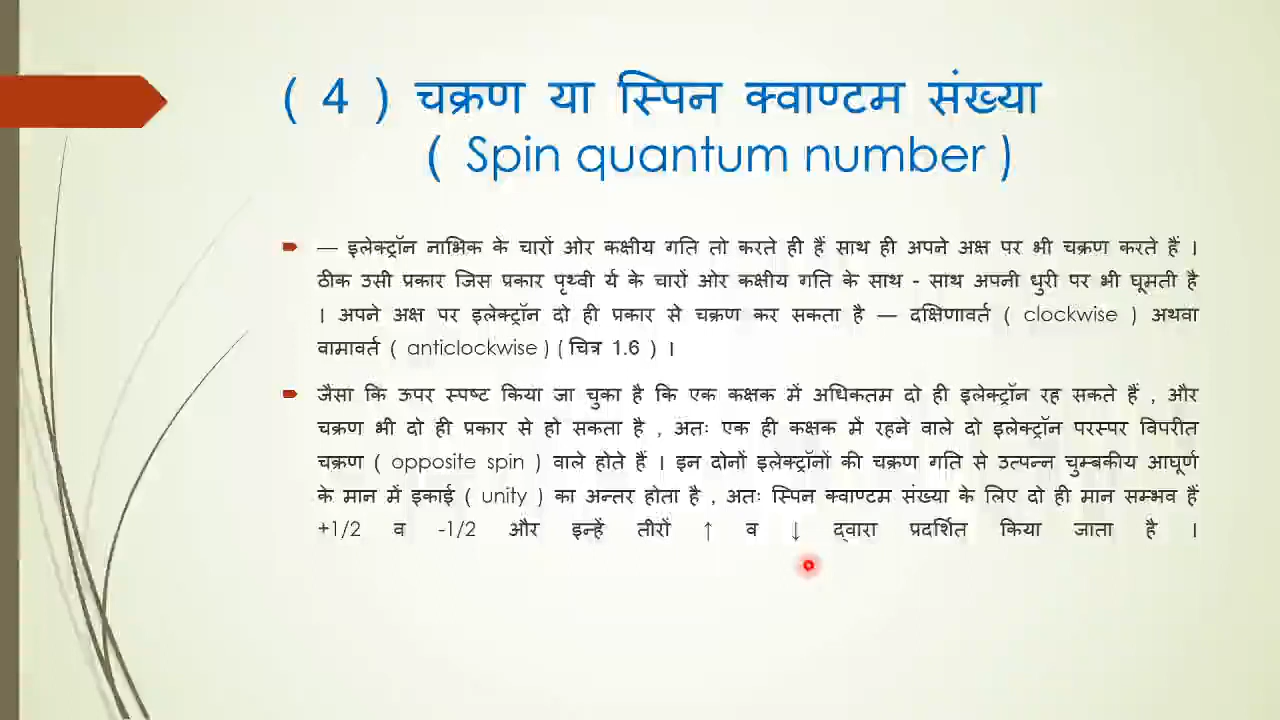 ( 4 ) चक्रण या स्पिन क्वाण्टम संख्या
( Spin quantum number )
— इलेक्ट्रॉन नाभिक के चारों ओर कक्षीय गति तो करते ही हैं साथ ही अपने अक्ष पर भी चक्रण करते हैं ।
ठीक उसी प्रकार जिस प्रकार पृथ्वी र्य के चारों ओर कक्षीय गति के साथ - साथ अपनी धुरी पर भी घूमती है
। अपने अक्ष पर इलेक्ट्रॉन दो ही प्रकार से चक्रण कर सकता है — दक्षिणावर्त ( clockwise ) अथवा
वामावर्त ( anticlockwise ) ( चित्र 1.6 ) ।
जैसा कि ऊपर स्पष्ट किया जा चुका है कि एक कक्षक में अधिकतम दो ही इलेक्ट्रॉन रह सकते हैं , और
चक्रण भी दो ही प्रकार से हो सकता है , अंतः एक ही कक्षक में रहने वाले दो इलेक्ट्रॉन परस्पर विपरीत
चक्रण ( opposite spin ) वाले होते हैं । इन दोनों इलेक्ट्रॉनों की चक्रण गति से उत्पन्न चुम्बकीय आघूर्ण
के मान में इकाई ( unity ) का अन्तर होता है , अतः स्पिन क्वाण्टम संख्या के लिए दो ही मान सम्भव हैं
+1/2 व -1/2 और इन्हें तीरों ↑ व ↓ द्वारा प्रदर्शित किया जाता है ।